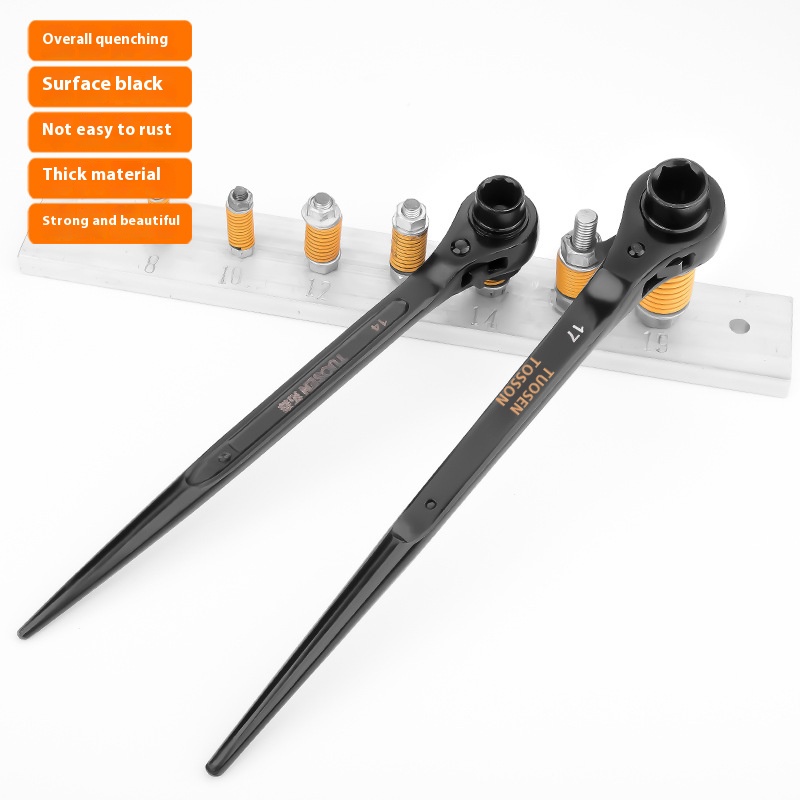 Overall quenching
Surface black
Not easy to rust
Thick material
Strong and beautiful
8
10
12
14
14
TUOSEN
17
TUOSEN
TOSSON